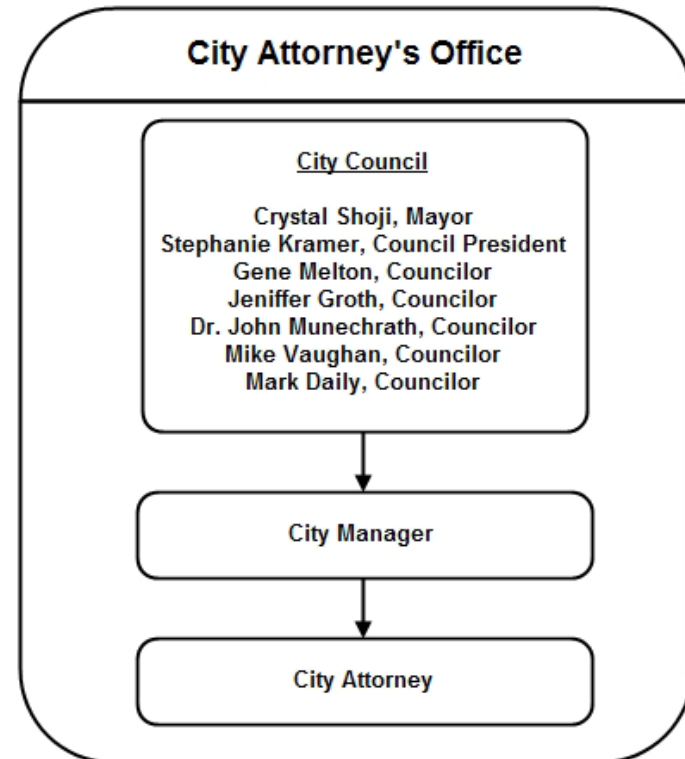 City Attorney's Office
City Council
Crystal Shoji, Mayor
Stephanie Kramer, Council President
Gene Melton, Councilor
Jeniffer Groth, Councilor
Dr. John Munechrath, Councilor
Mike Vaughan, Councilor
Mark Daily, Councilor
City Manager
City Attorney